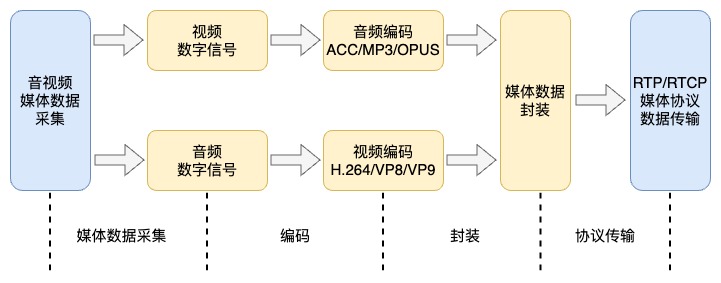 音视频
媒体数据
采集
视频
数字信号
音频编码
ACC/MP3/OPUS
音频
数字信号
视频编码
H.264/VP8/VP9
媒体数据
封装
RTP/RTCP
媒体协议
数据传输
媒体数据采集
编码
封装
协议传输